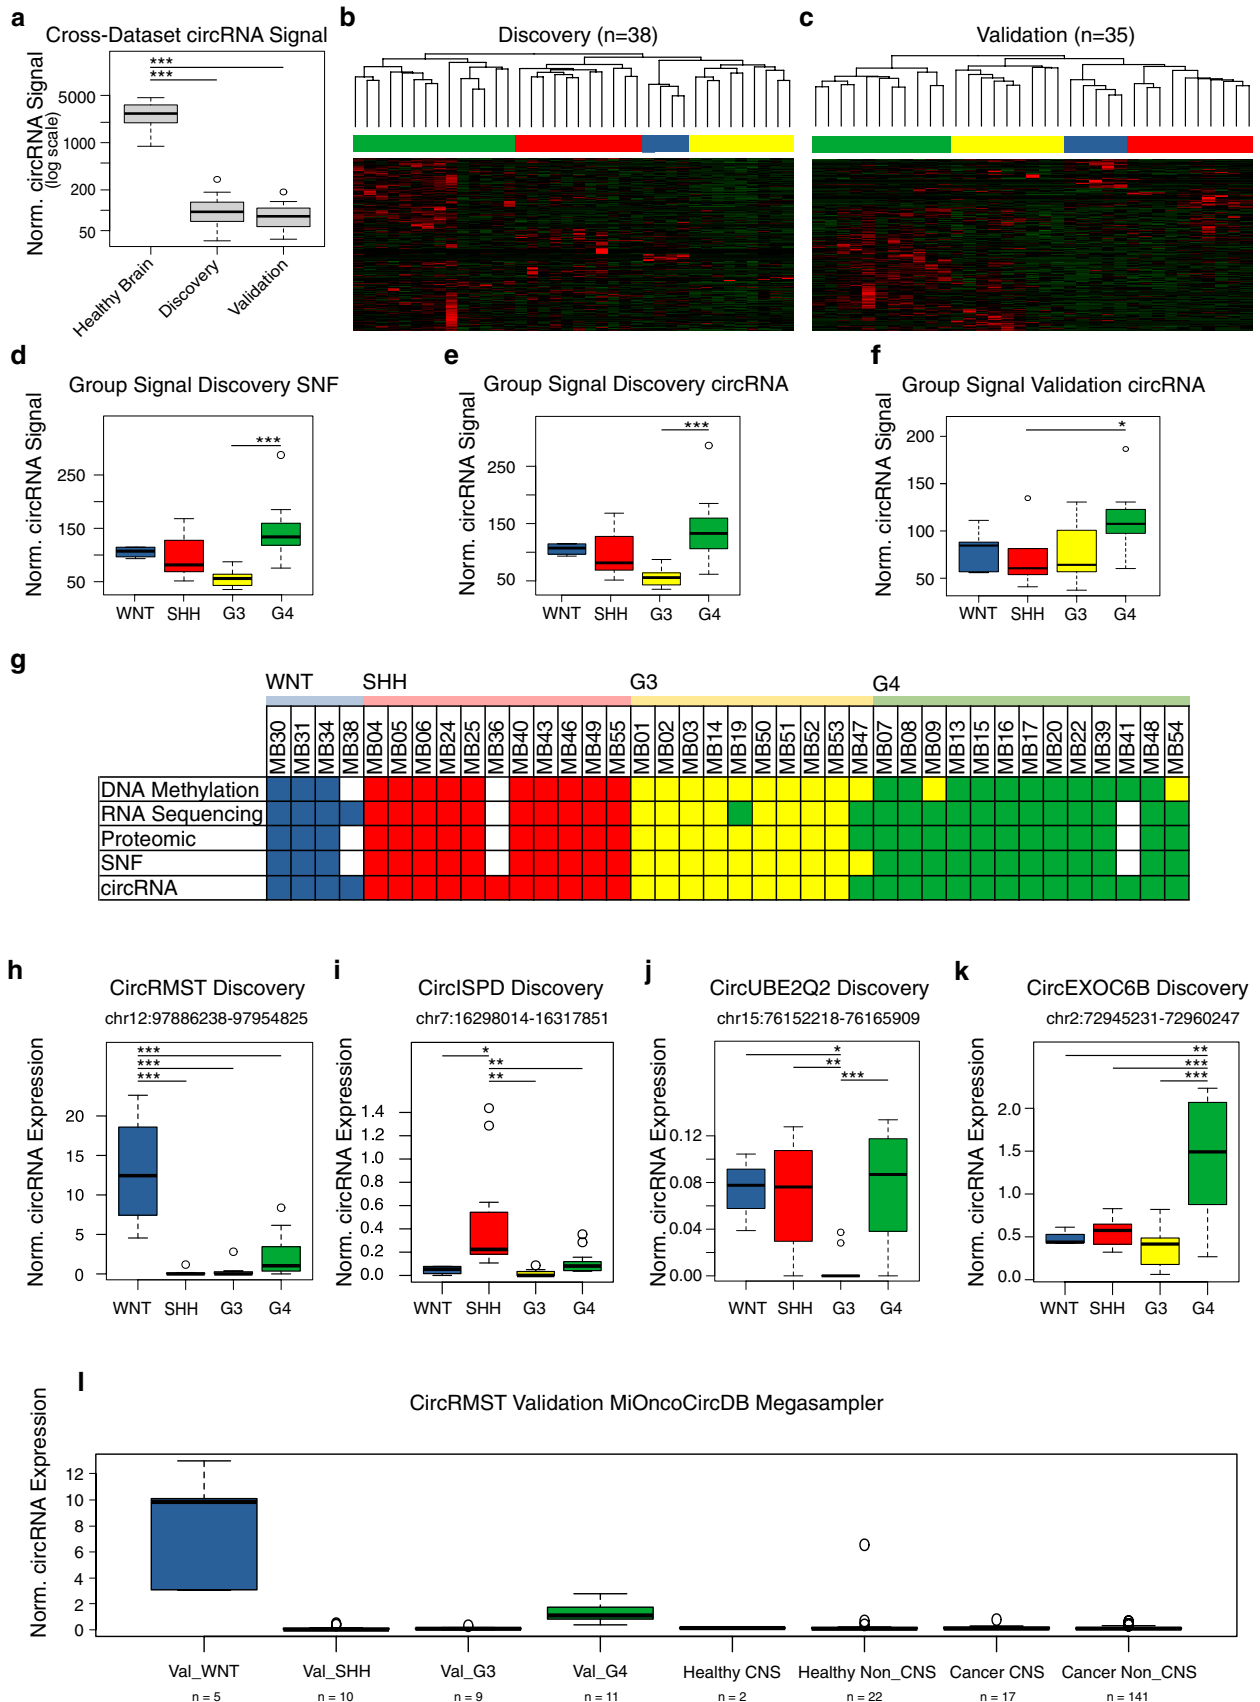 a
Cross-Dataset circRNA Signal
Norm. circRNA Signal
(log scale)
5000
1000
200
50
***
***
Healthy Brain
Discovery
Validation
b
Discovery (n=38)
c
Validation (n=35)
d
Group Signal Discovery SNF
Norm. circRNA Signal
250
150
50
***
WNT SHH G3 G4
e
Group Signal Discovery circRNA
Norm. circRNA Signal
250
150
50
***
WNT SHH G3 G4
f
Group Signal Validation circRNA
Norm. circRNA Signal
200
150
100
50
*
WNT SHH G3 G4
g
WNT SHH G3 G4
MB30 MB31 MB34 MB38 MB04 MB05 MB06 MB24 MB25 MB36 MB40 MB43 MB46 MB49 MB55 MB01 MB02 MB03 MB14 MB19 MB50 MB51 MB52 MB53 MB47 MB07 MB08 MB09 MB13 MB15 MB16 MB17 MB20 MB22 MB39 MB41 MB48 MB54
DNA Methylation
RNA Sequencing
Proteomic
SNF
circRNA
h
CircRMST Discovery
chr12:97886238-97954825
Norm. circRNA Expression
20
15
10
5
0
***
***
***
WNT SHH G3 G4
i
CircISPD Discovery
chr7:16298014-16317851
Norm. circRNA Expression
1.4
1.2
1.0
0.8
0.6
0.4
0.2
0.0
*
**
**
WNT SHH G3 G4
j
CircUBE2Q2 Discovery
chr15:76152218-76165909
Norm. circRNA Expression
0.12
0.08
0.04
0.00
*
**
***
WNT SHH G3 G4
k
CircEXOC6B Discovery
chr2:72945231-72960247
Norm. circRNA Expression
2.0
1.5
1.0
0.5
0.0
**
***
***
WNT SHH G3 G4
l
CircRMST Validation MiOncoCircDB Megasampler
Norm. circRNA Expression
12
10
8
6
4
2
0
Val_WNT Val_SHH Val_G3 Val_G4 Healthy CNS Healthy Non_CNS Cancer CNS Cancer Non_CNS
n = 5 n = 10 n = 9 n = 11 n = 2 n = 22 n = 17 n = 141